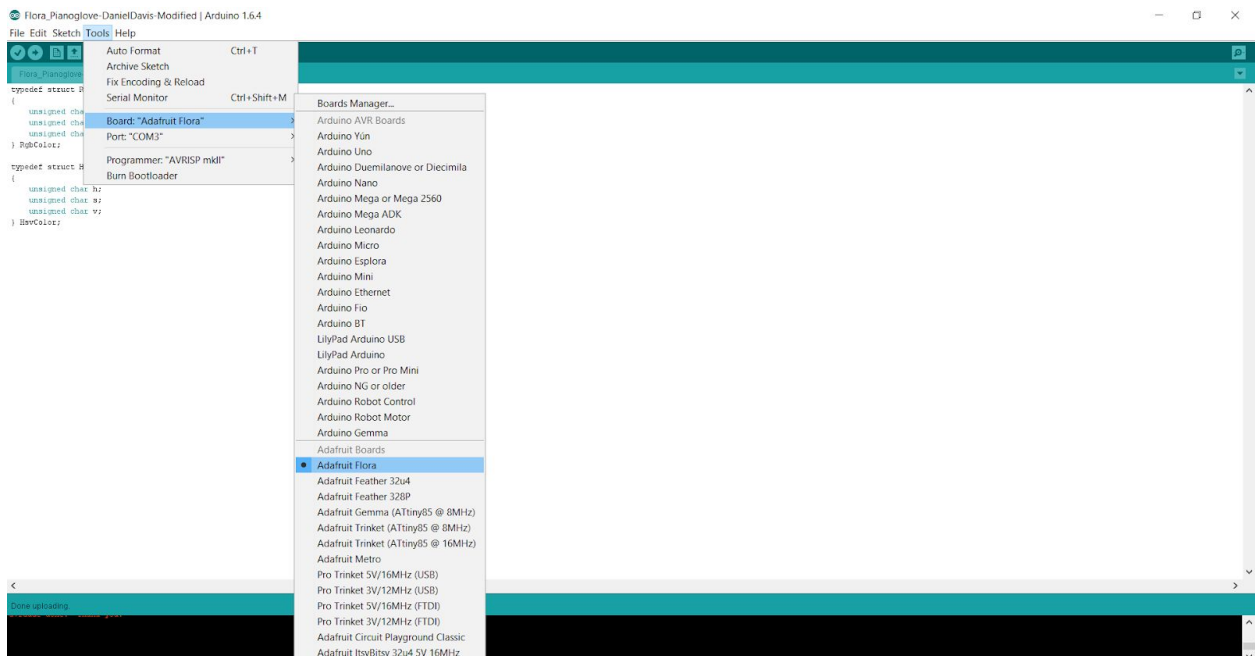 Flora_Pianoglove-DanielDavis-Modified | Arduino 1.6.4
File Edit Sketch Tools Help
Flora_Pianoglove
Auto Format Ctrl+T
Archive Sketch
Fix Encoding & Reload
Serial Monitor Ctrl+Shift+M
Board: "Adafruit Flora"
Port: "COM3"
Programmer: "AVRISP mkII"
Burn Bootloader
typedef struct R
{
unsigned cha
unsigned cha
unsigned cha
} RgbColor;
typedef struct H
{
unsigned char h;
unsigned char s;
unsigned char v;
} HsvColor;
Boards Manager...
Arduino AVR Boards
Arduino Yún
Arduino Uno
Arduino Duemilanove or Diecimila
Arduino Nano
Arduino Mega or Mega 2560
Arduino Mega ADK
Arduino Leonardo
Arduino Micro
Arduino Esplora
Arduino Mini
Arduino Ethernet
Arduino Fio
Arduino BT
LilyPad Arduino USB
LilyPad Arduino
Arduino Pro or Pro Mini
Arduino NG or older
Arduino Robot Control
Arduino Robot Motor
Arduino Gemma
Adafruit Boards
Adafruit Flora
Adafruit Feather 32u4
Adafruit Feather 328P
Adafruit Gemma (ATtiny85 @ 8MHz)
Adafruit Trinket (ATtiny85 @ 8MHz)
Adafruit Trinket (ATtiny85 @ 16MHz)
Adafruit Metro
Pro Trinket 5V/16MHz (USB)
Pro Trinket 3V/12MHz (USB)
Pro Trinket 5V/16MHz (FTDI)
Pro Trinket 3V/12MHz (FTDI)
Adafruit Circuit Playground Classic
Adafruit ItsyBitsy 32u4 5V 16MHz
Done uploading.